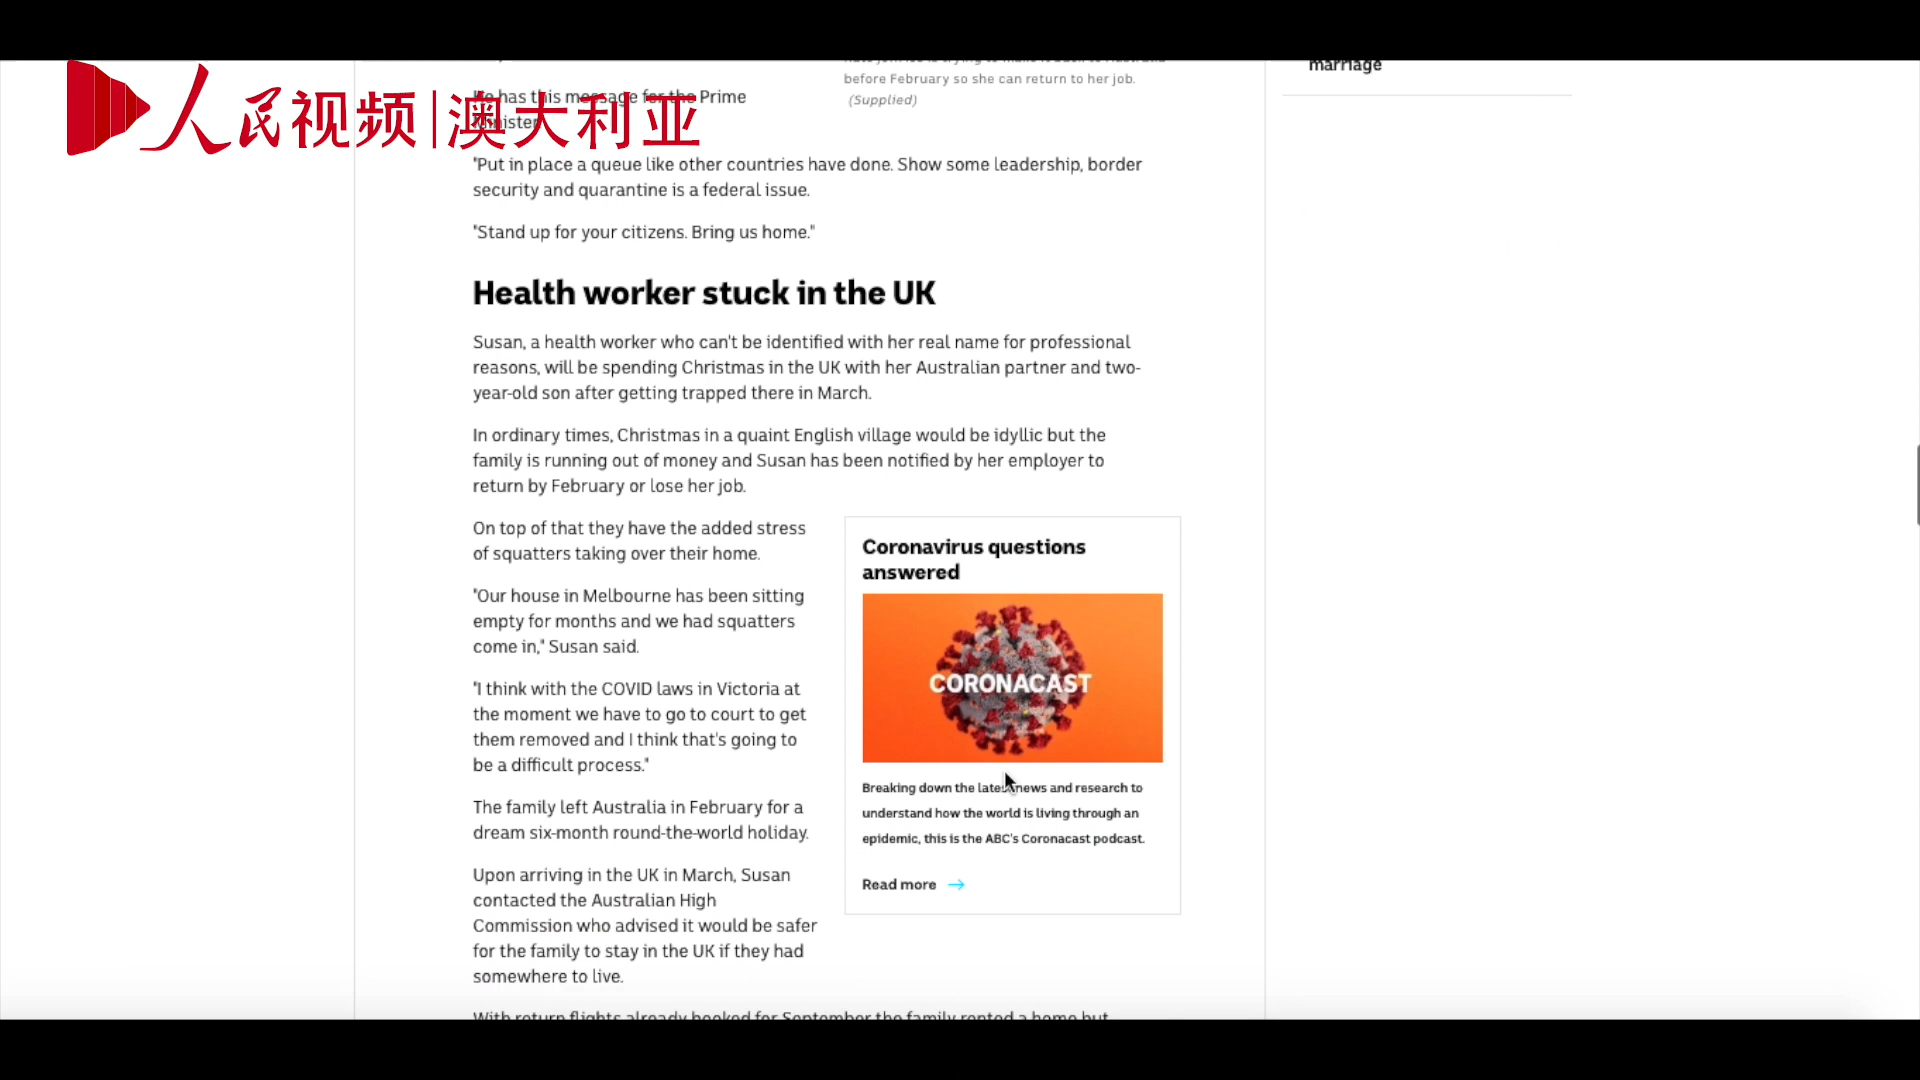 marriage
before February so she can return to her job.
(Supplied)
人民视频|澳大利亚
has this message for the Prime
"Put in place a queue like other countries have done. Show some leadership, border
security and quarantine is a federal issue.
"Stand up for your citizens. Bring us home."
Health worker stuck in the UK
Susan, a health worker who can't be identified with her real name for professional
reasons, will be spending Christmas in the UK with her Australian partner and two-
year-old son after getting trapped there in March.
In ordinary times, Christmas in a quaint English village would be idyllic but the
family is running out of money and Susan has been notified by her employer to
return by February or lose her job.
On top of that they have the added stress
of squatters taking over their home.
"Our house in Melbourne has been sitting
empty for months and we had squatters
come in," Susan said.
"I think with the COVID laws in Victoria at
the moment we have to go to court to get
them removed and I think that's going to
be a difficult process."
The family left Australia in February for a
dream six-month round-the-world holiday.
Upon arriving in the UK in March, Susan
contacted the Australian High
Commission who advised it would be safer
for the family to stay in the UK if they had
somewhere to live.
Coronavirus questions
answered
CORONACAST
Breaking down the latest news and research to
understand how the world is living through an
epidemic, this is the ABC's Coronacast podcast.
Read more →
With return flights already booked for September the family rented a home but